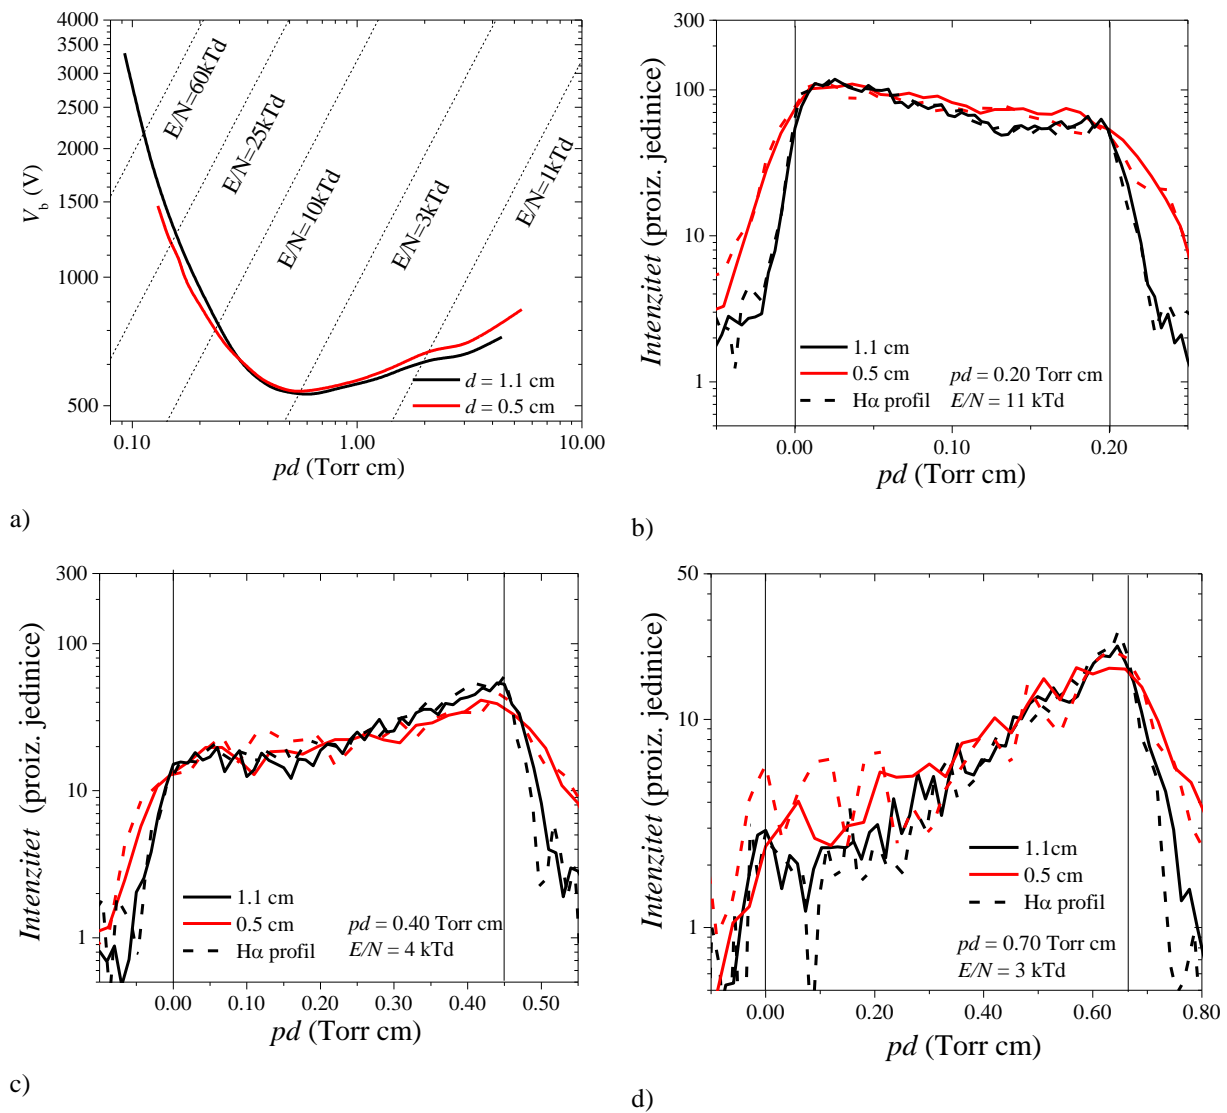 4000
3500
3000
2500
2000
1500
1000
500
V_b (V)
E/N=60kTd
E/N=25kTd
E/N=10kTd
E/N=3kTd
E/N=1kTd
d = 1.1 cm
d = 0.5 cm
0.10 1.00 10.00
pd (Torr cm)
a)
300
100
10
1
Intenzitet (proiz. jedinice)
1.1 cm
0.5 cm
Hα profil
pd = 0.20 Torr cm
E/N = 11 kTd
0.00 0.10 0.20
pd (Torr cm)
b)
300
100
10
1
Intenzitet (proiz. jedinice)
1.1 cm
0.5 cm
Hα profil
pd = 0.40 Torr cm
E/N = 4 kTd
0.00 0.10 0.20 0.30 0.40 0.50
pd (Torr cm)
c)
50
10
1
Intenzitet (proiz. jedinice)
1.1cm
0.5 cm
Hα profil
pd = 0.70 Torr cm
E/N = 3 kTd
0.00 0.20 0.40 0.60 0.80
pd (Torr cm)
d)